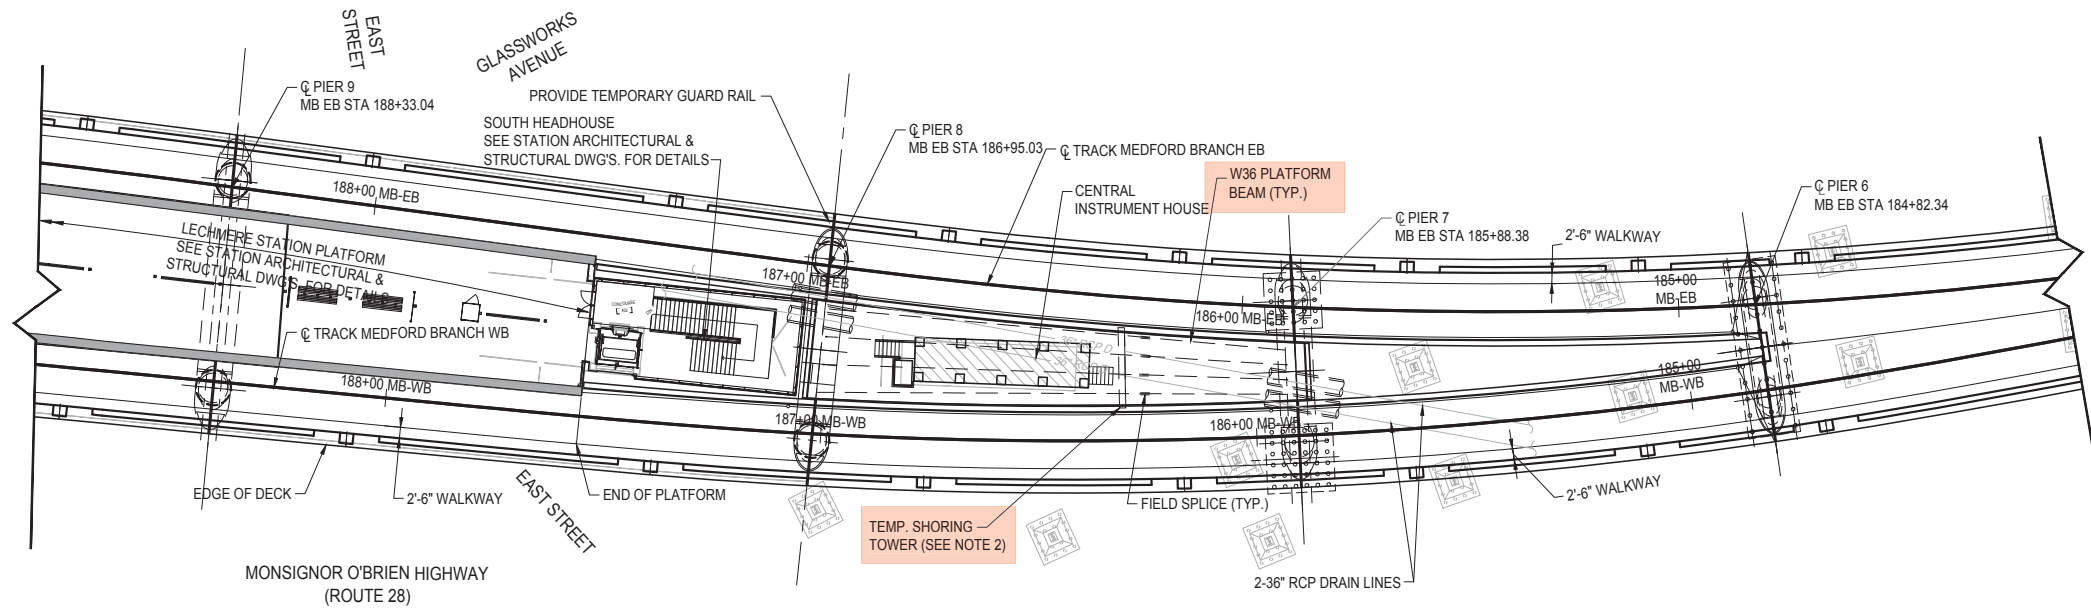 EAST
STREET
GLASSWORKS
AVENUE
℄ PIER 9
MB EB STA 188+33.04
PROVIDE TEMPORARY GUARD RAIL
SOUTH HEADHOUSE
SEE STATION ARCHITECTURAL &
STRUCTURAL DWG'S. FOR DETAILS
℄ PIER 8
MB EB STA 186+95.03
℄ TRACK MEDFORD BRANCH EB
W36 PLATFORM
BEAM (TYP.)
CENTRAL
INSTRUMENT HOUSE
℄ PIER 7
MB EB STA 185+88.38
2'-6" WALKWAY
℄ PIER 6
MB EB STA 184+82.34
188+00 MB-EB
187+00 MB-EB
186+00 MB-EB
185+00
MB-EB
LECHMERE STATION PLATFORM
SEE STATION ARCHITECTURAL &
STRUCTURAL DWG'S. FOR DETAILS
CONCOURSE
℄ TRACK MEDFORD BRANCH WB
188+00 MB-WB
187+00 MB-WB
186+00 MB-WB
185+00
MB-WB
36" RCP D
EDGE OF DECK
2'-6" WALKWAY
EAST STREET
END OF PLATFORM
TEMP. SHORING
TOWER (SEE NOTE 2)
FIELD SPLICE (TYP.)
2-36" RCP DRAIN LINES
2'-6" WALKWAY
MONSIGNOR O'BRIEN HIGHWAY
(ROUTE 28)